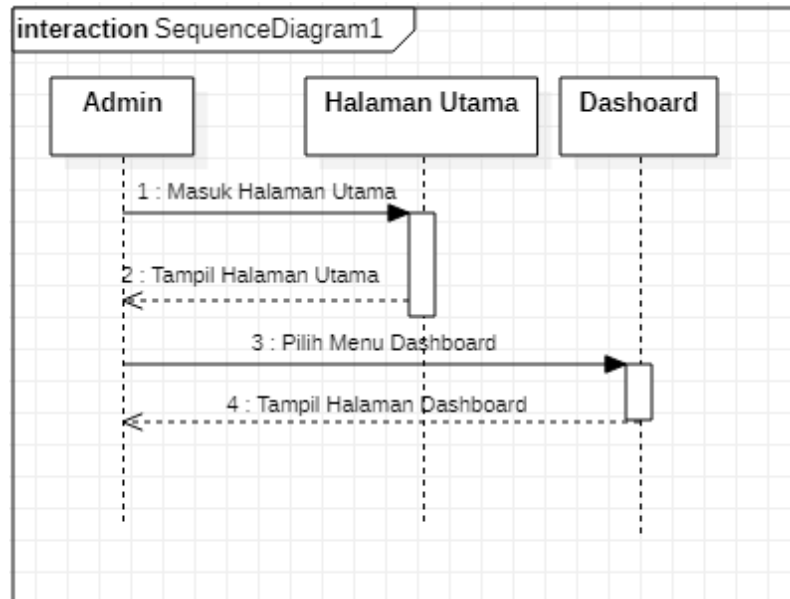 interaction SequenceDiagram1
Admin
Halaman Utama
Dashoard
1 : Masuk Halaman Utama
2 : Tampil Halaman Utama
3 : Pilih Menu Dashboard
4 : Tampil Halaman Dashboard